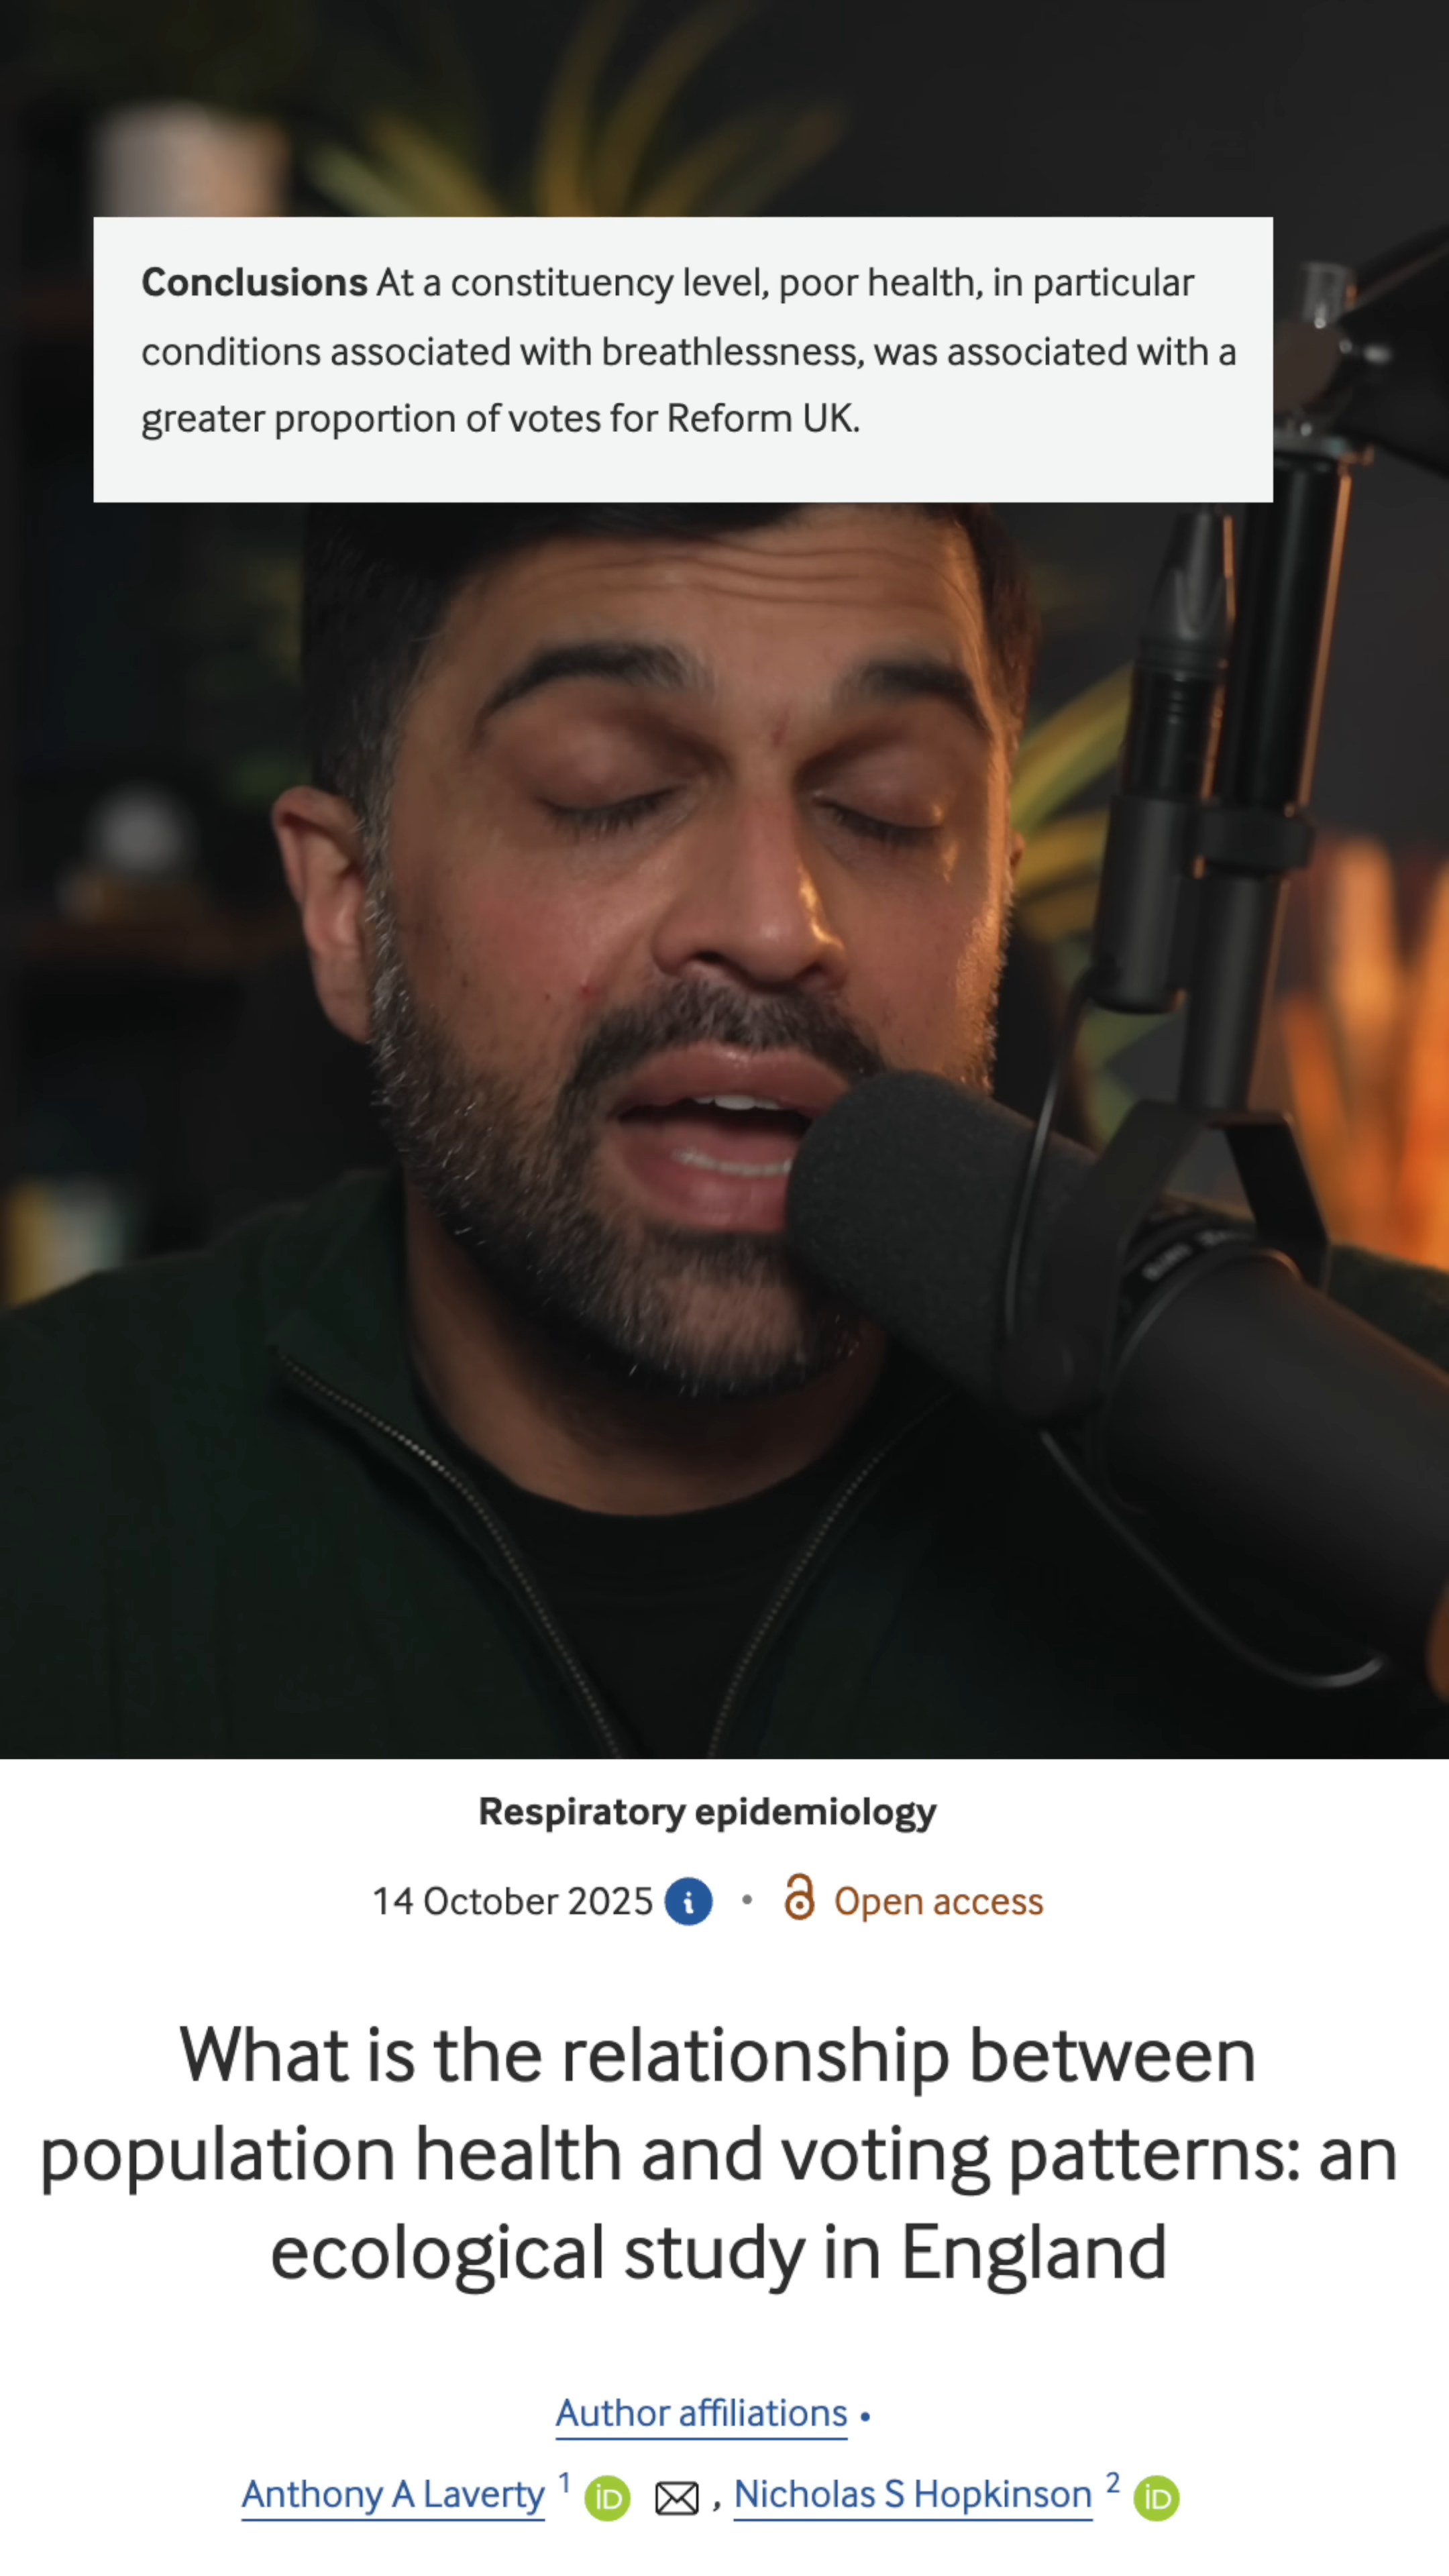 Conclusions At a constituency level, poor health, in particular
conditions associated with breathlessness, was associated with a
greater proportion of votes for Reform UK.
Respiratory epidemiology
14 October 2025 i • Open access
What is the relationship between
population health and voting patterns: an
ecological study in England
Author affiliations •
Anthony A Laverty 1 iD , Nicholas S Hopkinson 2 iD